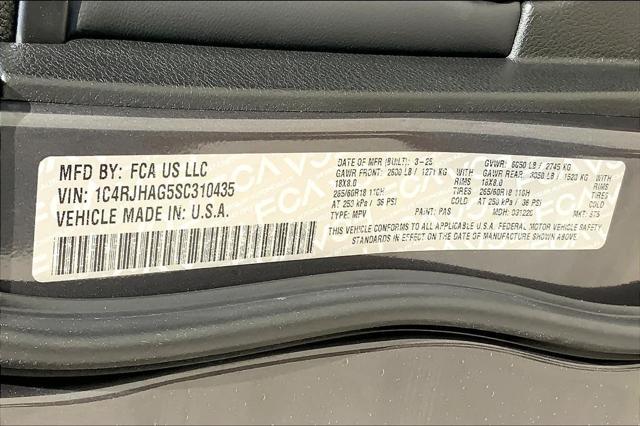 MFD BY: FCA US LLC
VIN: 1C4RJHAG5SC310435
VEHICLE MADE IN: U.S.A.
DATE OF MFR (BUILT): 3-25
GVWR: 6050 LB / 2745 KG
GAWR FRONT: 2800 LB / 1271 KG
GAWR REAR: 3350 LB / 1520 KG
18X8.0
RIMS
18X8.0
RIMS
265/60R18 110H
TIRES
265/60R18 110H
TIRES
AT 250 kPa / 36 PSI
COLD
AT 250 kPa / 36 PSI
COLD
TYPE: MPV
PAINT: PAS
MDH: 031220
MKT:
THIS VEHICLE CONFORMS TO ALL APPLICABLE U.S.A. FEDERAL MOTOR VEHICLE SAFETY
STANDARDS IN EFFECT ON THE DATE OF MANUFACTURE SHOWN ABOVE.